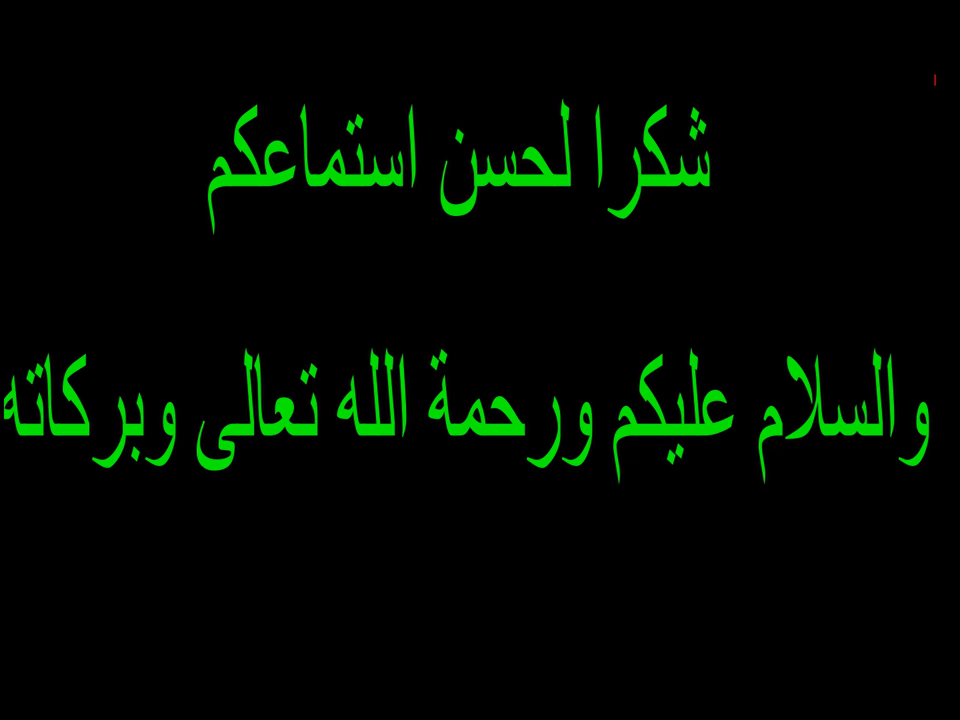 شكرا لحسن استماعكم
والسلام عليكم ورحمة الله تعالى وبركاته